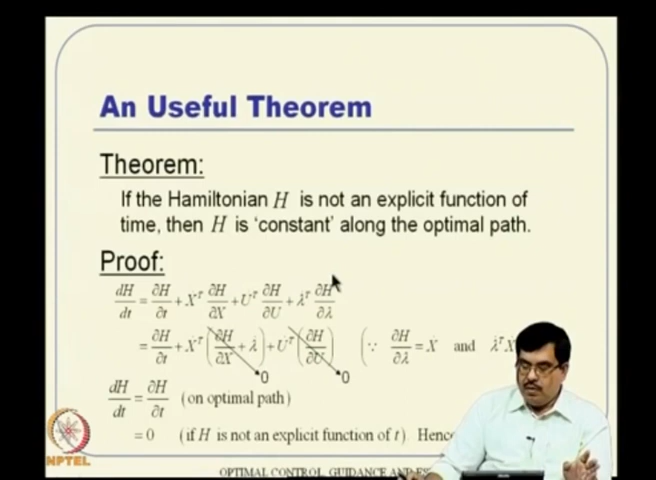 An Useful Theorem
Theorem:
If the Hamiltonian H is not an explicit function of
time, then H is 'constant' along the optimal path.
Proof:
dH/dt = ∂H/∂t + Ẋᵀ ∂H/∂X + U̇ᵀ ∂H/∂U + λ̇ᵀ ∂H/∂λ
= ∂H/∂t + Ẋᵀ (∂H/∂X + λ̇) + U̇ᵀ (∂H/∂U) (∵ ∂H/∂λ = Ẋ and λ̇ᵀ Ẋ
0 0
dH/dt = ∂H/∂t (on optimal path)
= 0 (if H is not an explicit function of t) Hence
NPTEL
OPTIMAL CONTROL, GUIDANCE AND